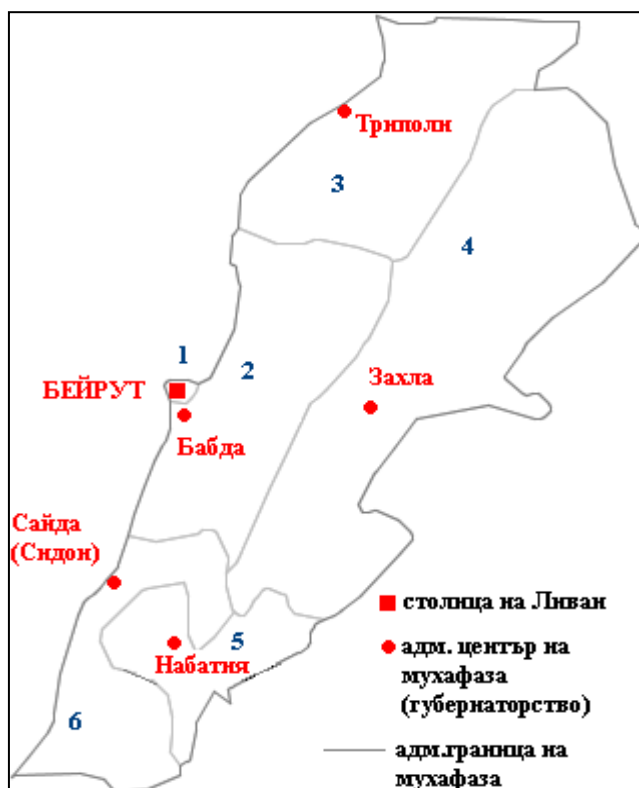 Триполи
3
4
1
2
БЕЙРУТ
Захла
Бабда
Сайда
(Сидон)
столица на Ливан
5
адм. център на
Набатия
мухафаза
(губернаторство)
6
адм.граница на
мухафаза